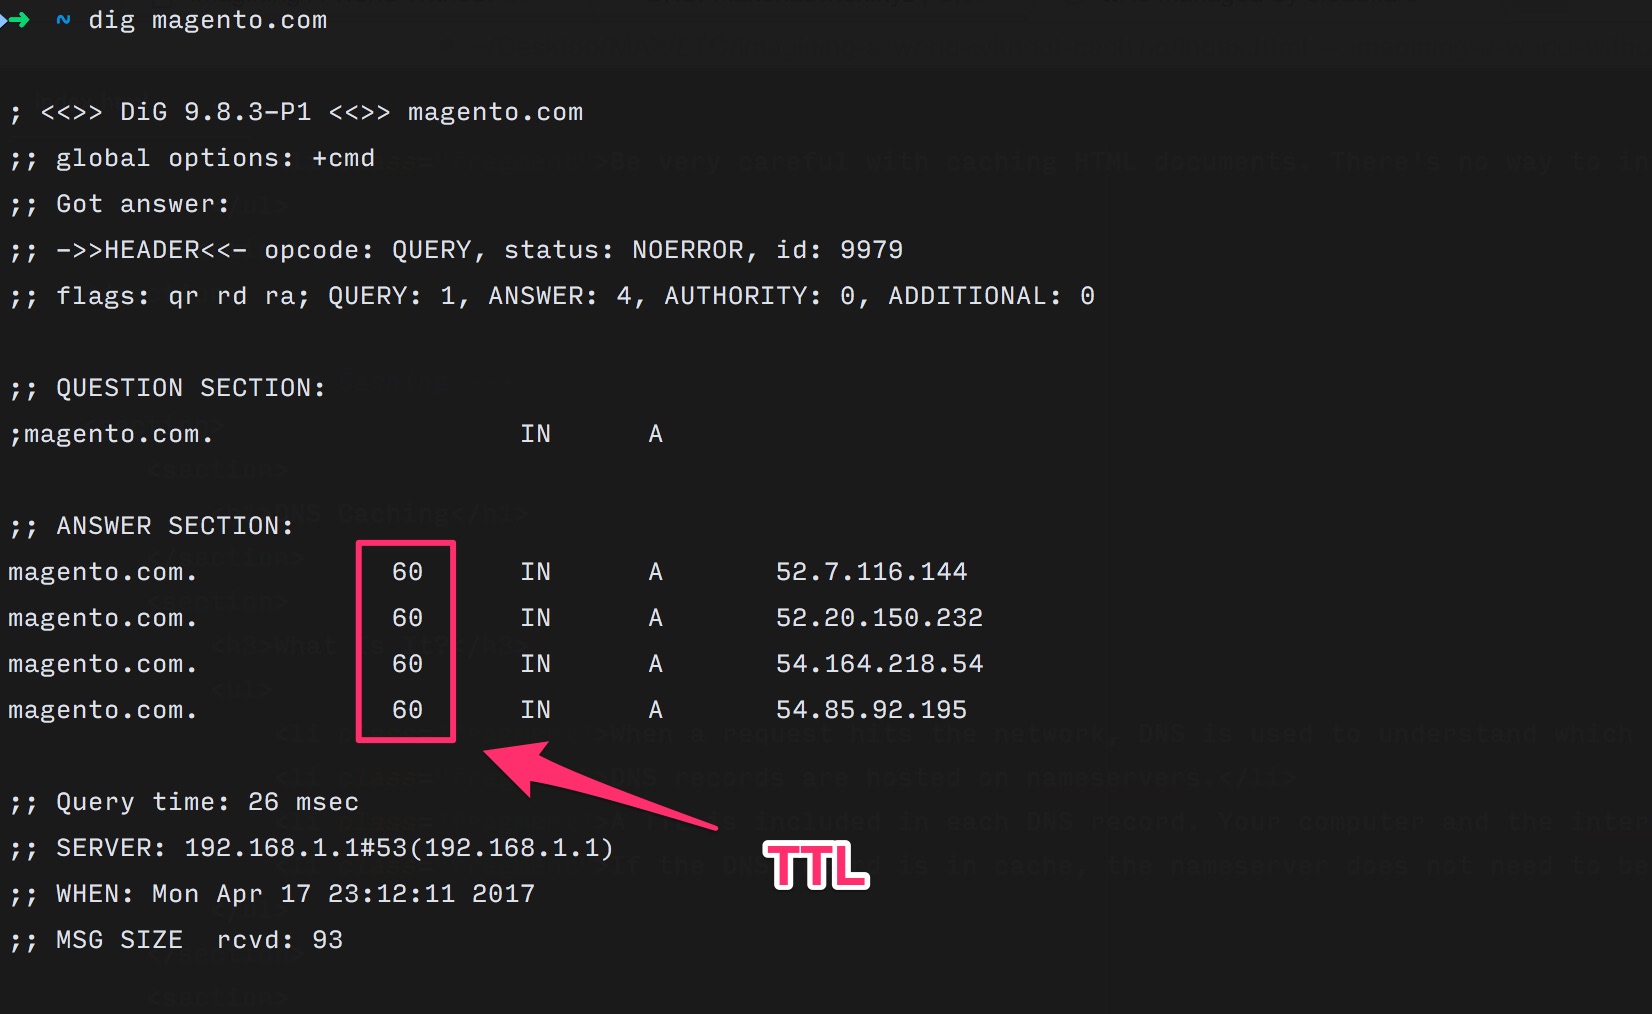 ➜ ~ dig magento.com
; <<>> DiG 9.8.3-P1 <<>> magento.com
;; global options: +cmd
;; Got answer:
;; ->>HEADER<<- opcode: QUERY, status: NOERROR, id: 9979
;; flags: qr rd ra; QUERY: 1, ANSWER: 4, AUTHORITY: 0, ADDITIONAL: 0
;; QUESTION SECTION:
;magento.com. IN A
;; ANSWER SECTION:
magento.com. 60 IN A 52.7.116.144
magento.com. 60 IN A 52.20.150.232
magento.com. 60 IN A 54.164.218.54
magento.com. 60 IN A 54.85.92.195
;; Query time: 26 msec
;; SERVER: 192.168.1.1#53(192.168.1.1)
TTL
;; WHEN: Mon Apr 17 23:12:11 2017
;; MSG SIZE rcvd: 93